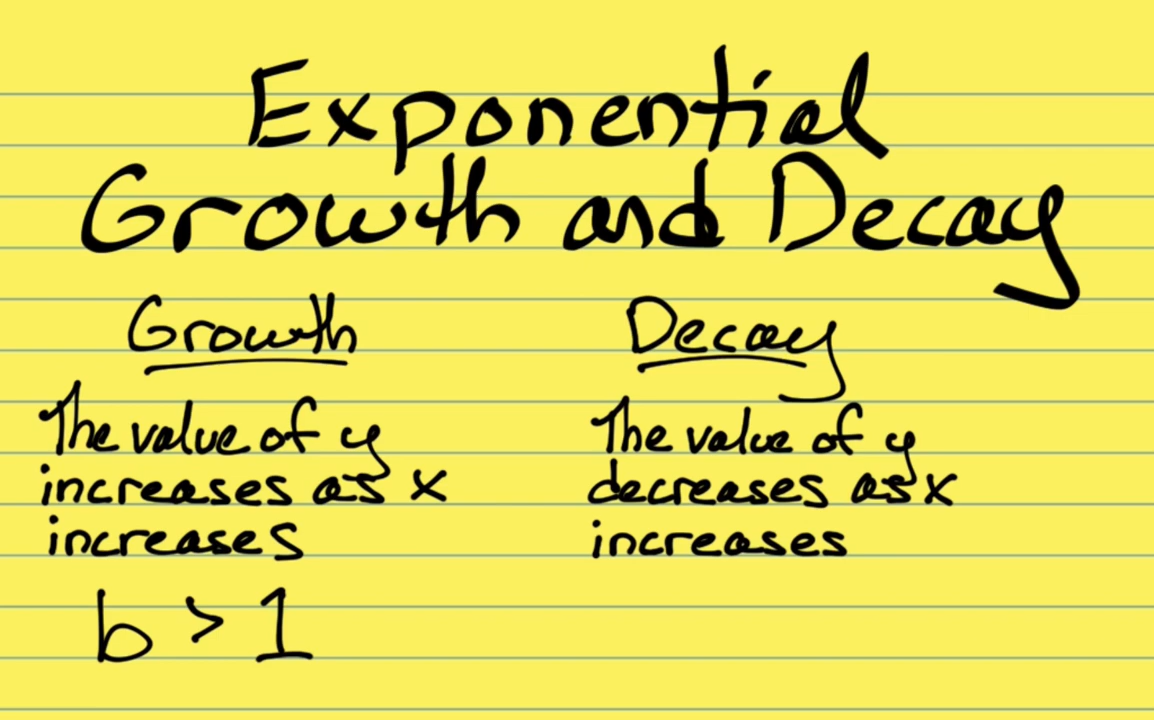 Exponential
Growth and Decay
Growth
The value of y
increases as x
increases
b > 1
Decay
The value of y
decreases as x
increases